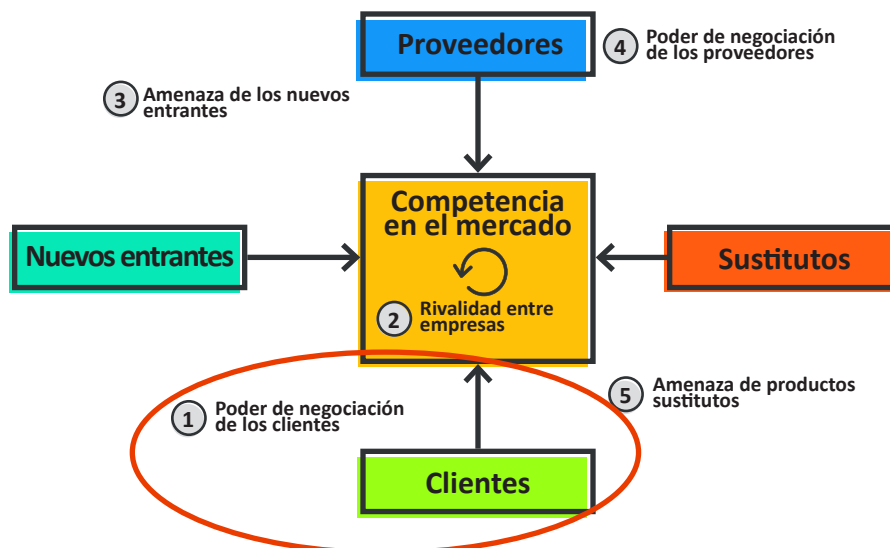 Proveedores
4
Poder de negociación
de los proveedores
3
Amenaza de los nuevos
entrantes
Competencia
en el mercado
Nuevos entrantes
Sustitutos
2
Rivalidad entre
empresas
1
Poder de negociación
de los clientes
5
Amenaza de productos
sustitutos
Clientes